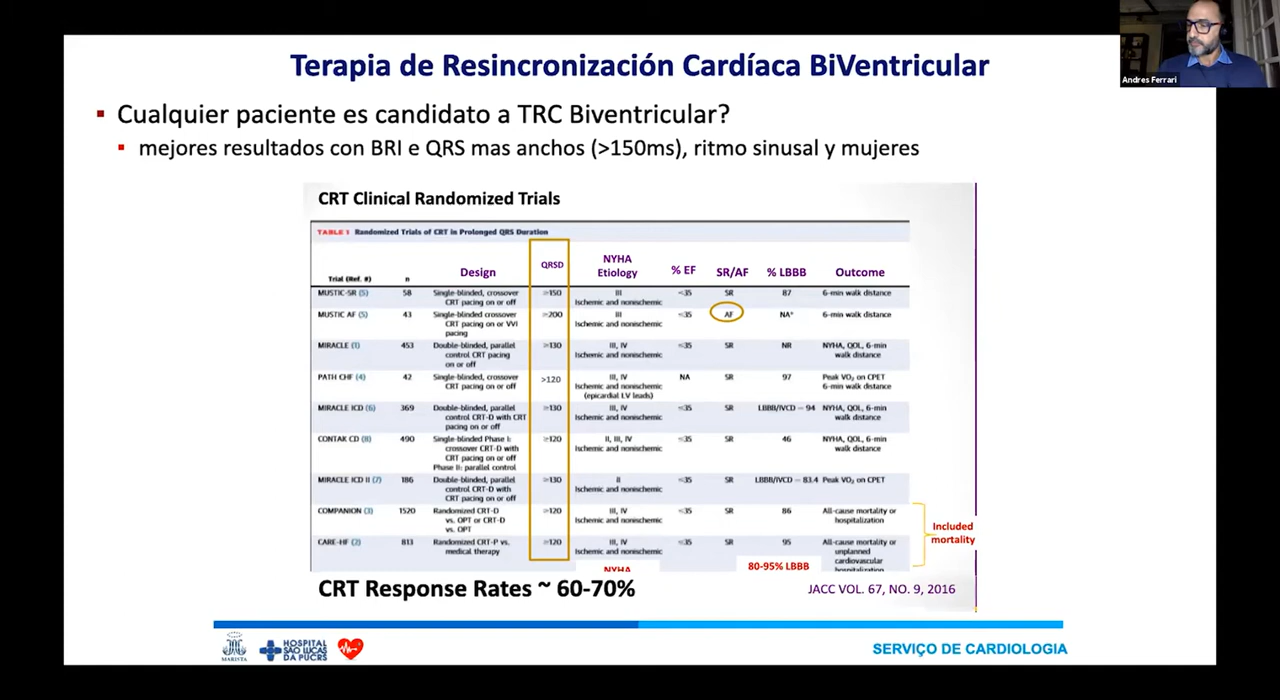 Andres Ferrari
Terapia de Resincronización Cardíaca BiVentricular
Cualquier paciente es candidato a TRC Biventricular?
mejores resultados con BRI e QRS mas anchos (>150ms), ritmo sinusal y mujeres
CRT Clinical Randomized Trials
TABLE 1 Randomized Trials of CRT in Prolonged QRS Duration
Trial (Ref. #) n Design QRSD NYHA Etiology % EF SR/AF % LBBB Outcome
MUSTIC-SR (5) 58 Single-blinded, crossover ≥150 III ≤35 SR 87 6-min walk distance
CRT pacing on or off Ischemic and nonischemic
MUSTIC AF (5) 43 Single-blinded crossover ≥200 III ≤35 AF NA* 6-min walk distance
CRT pacing on or VVI Ischemic and nonischemic
pacing
MIRACLE (1) 453 Double-blinded, parallel ≥130 III, IV ≤35 SR NR NYHA, QOL, 6-min
control CRT pacing Ischemic and nonischemic walk distance
on or off
PATH CHF (4) 42 Single-blinded, crossover >120 III, IV NA SR 97 Peak VO₂ on CPET
CRT pacing on or off Ischemic and nonischemic 6-min walk distance
(epicardial LV leads)
MIRACLE ICD (6) 369 Double-blinded, parallel ≥130 III, IV ≤35 SR LBBB/IVCD = 94 NYHA, QOL, 6-min
control CRT-D with CRT Ischemic and nonischemic walk distance
pacing on or off
CONTAK CD (8) 490 Single-blinded Phase I: ≥120 II, III, IV ≤35 SR 46 NYHA, QOL, 6-min
crossover CRT-D with Ischemic and nonischemic walk distance
CRT pacing on or off
Phase II: parallel control
MIRACLE ICD II (7) 186 Double-blinded, parallel ≥130 II ≤35 SR LBBB/IVCD = 83.4 Peak VO₂ on CPET
control CRT-D with Ischemic and nonischemic
CRT pacing on or off
COMPANION (3) 1520 Randomized CRT-D ≥120 III, IV ≤35 SR 86 All-cause mortality or
vs. OPT or CRT-D Ischemic and nonischemic hospitalization
vs. OPT
CARE-HF (2) 813 Randomized CRT-P vs. ≥120 III, IV ≤35 SR 95 All-cause mortality or
medical therapy Ischemic and nonischemic unplanned
cardiovascular
hospitalization
Included
mortality
NYHA
80-95% LBBB
CRT Response Rates ~ 60-70%
JACC VOL. 67, NO. 9, 2016
MARISTA
HOSPITAL
SÃO LUCAS
DA PUCRS
SERVIÇO DE CARDIOLOGIA